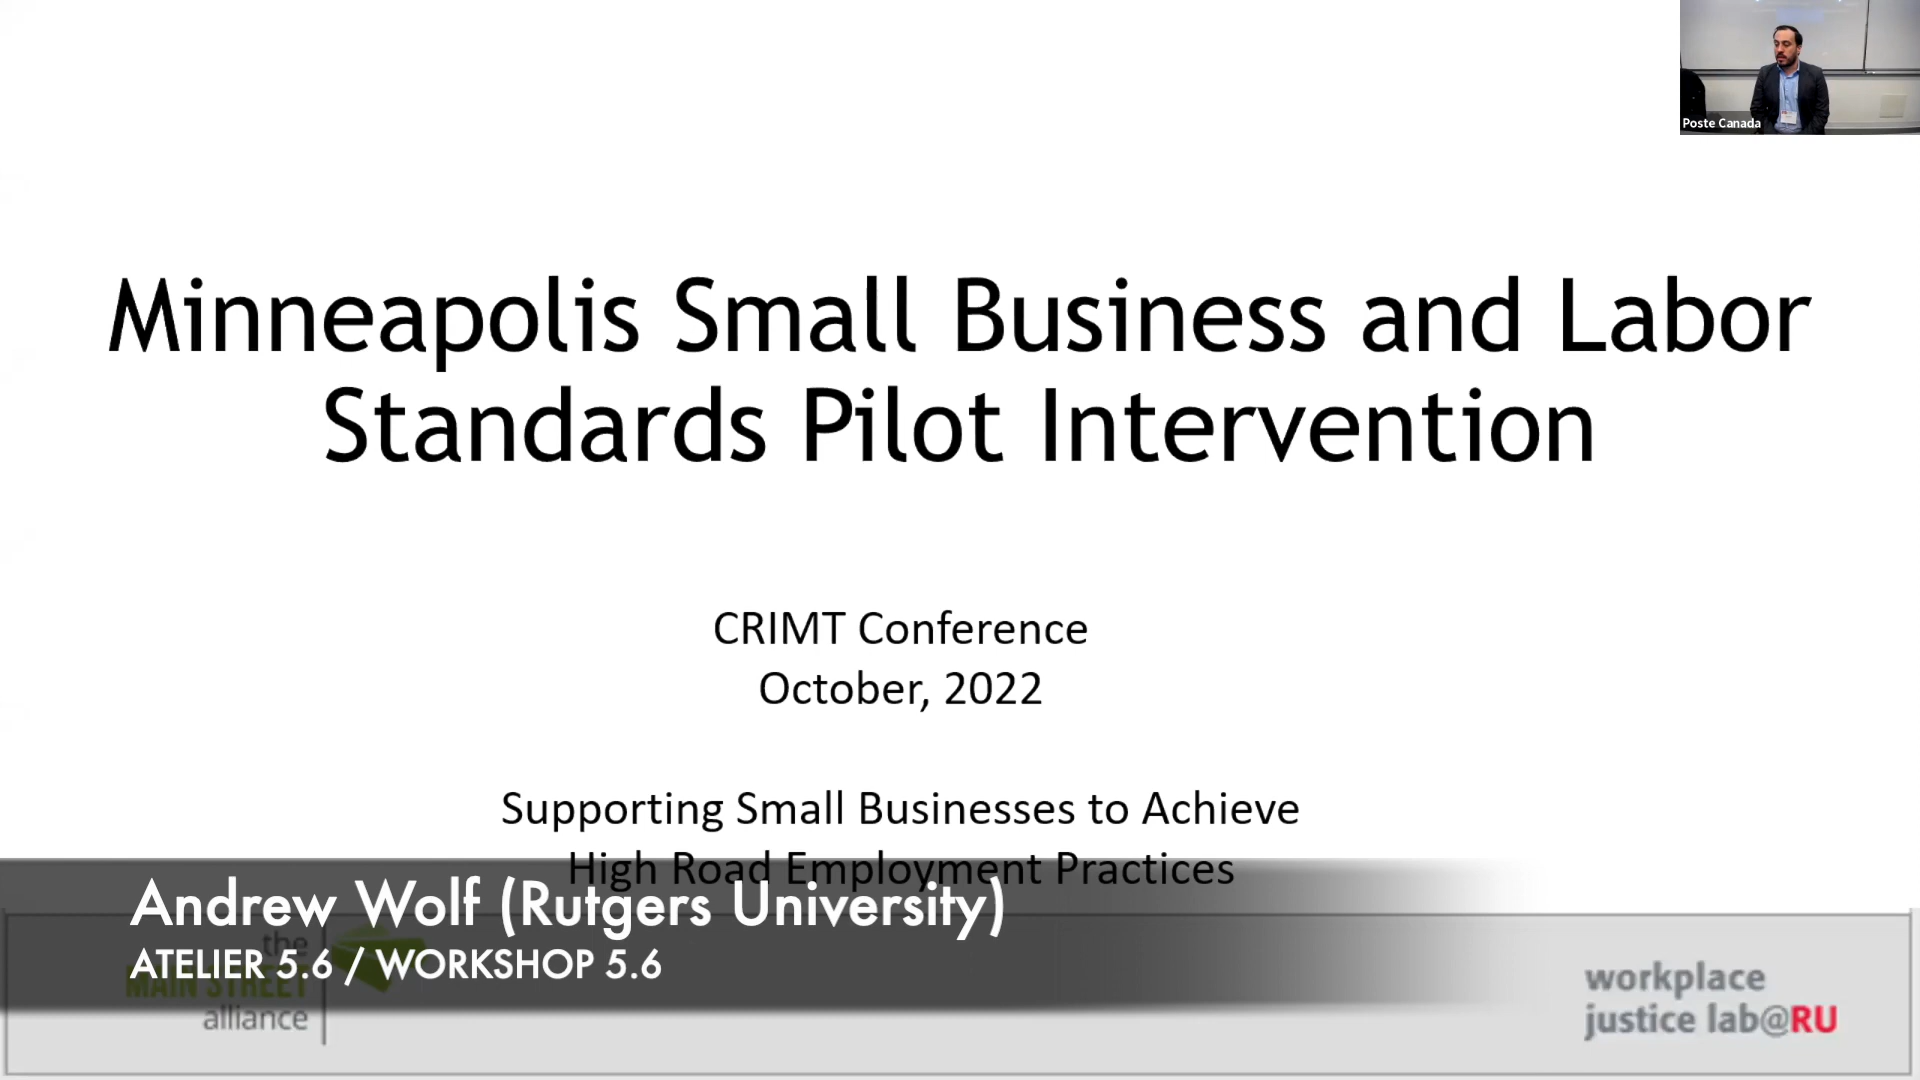 Poste Canada
Minneapolis Small Business and Labor
Standards Pilot Intervention
CRIMT Conference
October, 2022
Supporting Small Businesses to Achieve
High Road Employment Practices
Andrew Wolf (Rutgers University)
ATELIER 5.6 / WORKSHOP 5.6
the
MAIN STREET
alliance
workplace
justice lab@RU